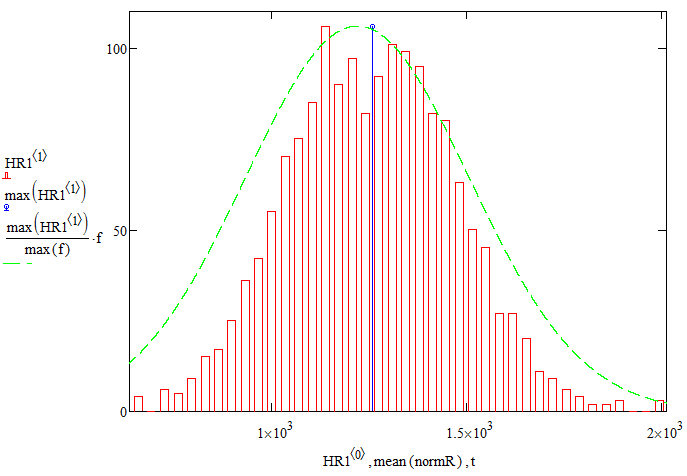 100
50
0
HR1⟨1⟩
max(HR1⟨1⟩)
max(HR1⟨1⟩)
max(f)
·f
1×10³
1.5×10³
2×10³
HR1⟨0⟩ , mean(normR) , t